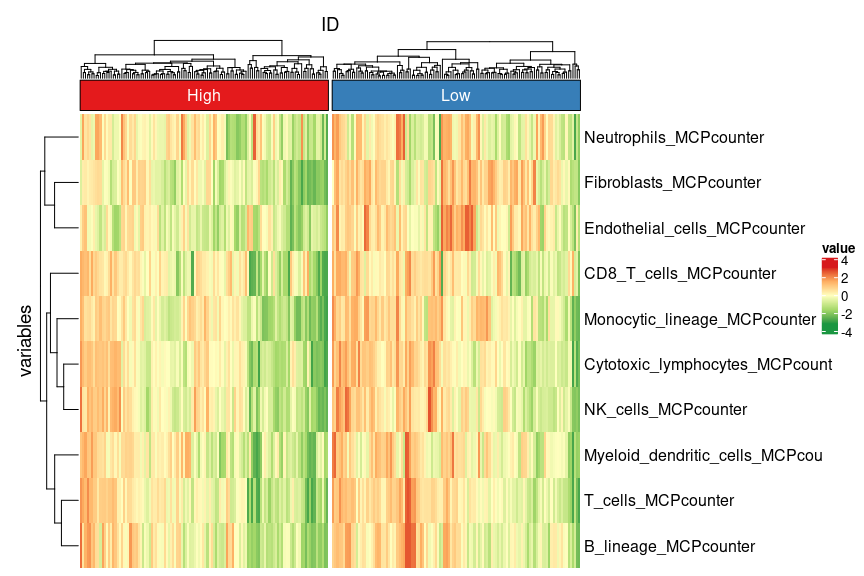 ID
High
Low
Neutrophils_MCPcounter
Fibroblasts_MCPcounter
Endothelial_cells_MCPcounter
CD8_T_cells_MCPcounter
Monocytic_lineage_MCPcounter
Cytotoxic_lymphocytes_MCPcount
NK_cells_MCPcounter
Myeloid_dendritic_cells_MCPcou
T_cells_MCPcounter
B_lineage_MCPcounter
variables
value
4
2
0
-2
-4